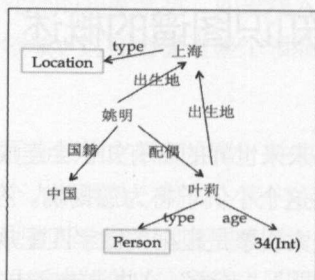 type
上海
Location
出生地
出生地
姚明
国籍
配偶
中国
叶莉
type
age
Person
34(Int)